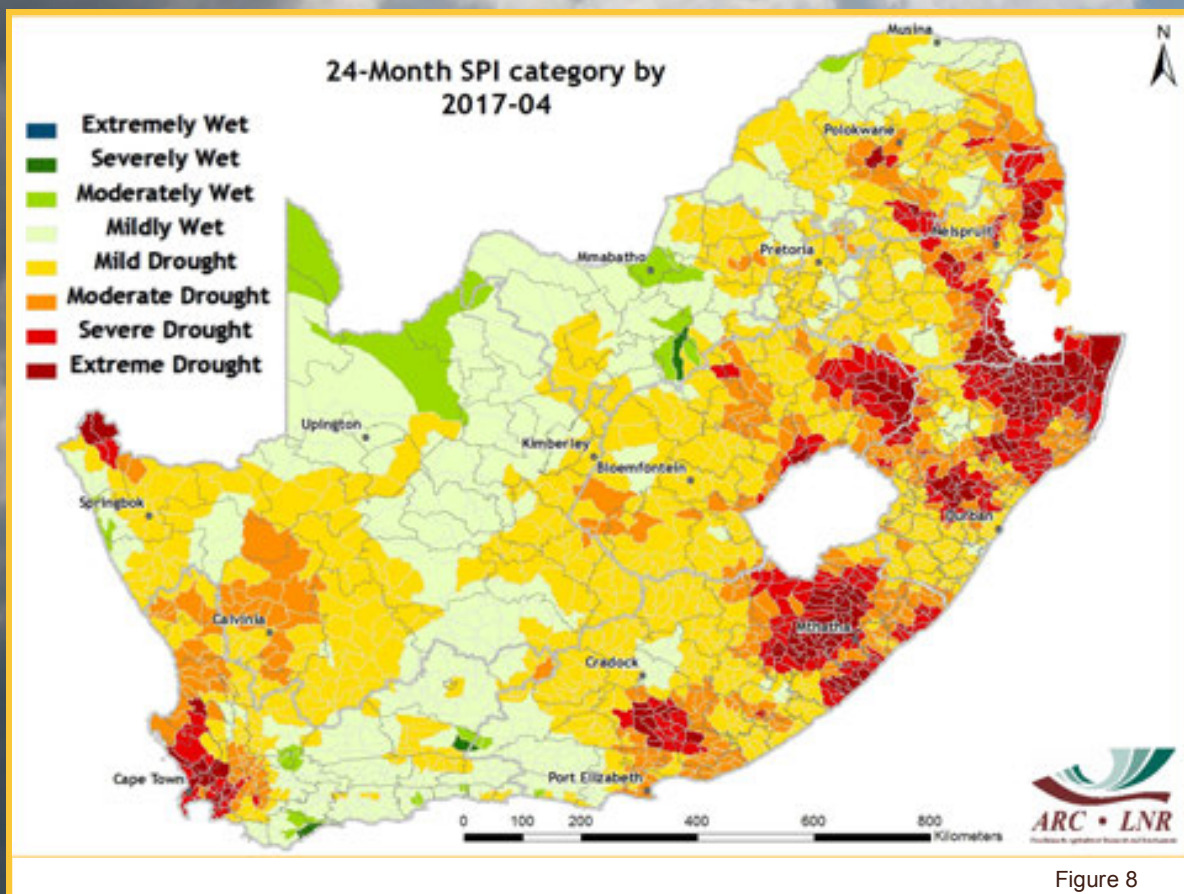 24-Month SPI category by
2017-04
N
Extremely Wet
Severely Wet
Moderately Wet
Mildly Wet
Mild Drought
Moderate Drought
Severe Drought
Extreme Drought
Musina
Polokwane
Nelspruit
Pretoria
Mmabatho
Upington
Kimberley
Bloemfontein
Springbok
Durban
Calvinia
Mthatha
Cradock
Cape Town
Port Elizabeth
0 100 200 400 600 800
Kilometers
ARC • LNR
Figure 8